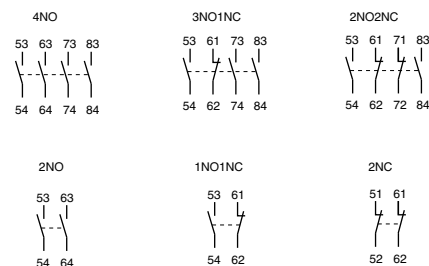 4NO 3NO1NC 2NO2NC
53 63 73 83 53 61 73 83 53 61 71 83
54 64 74 84 54 62 74 84 54 62 72 84
2NO 1NO1NC 2NC
53 63 53 61 51 61
54 64 54 62 52 62